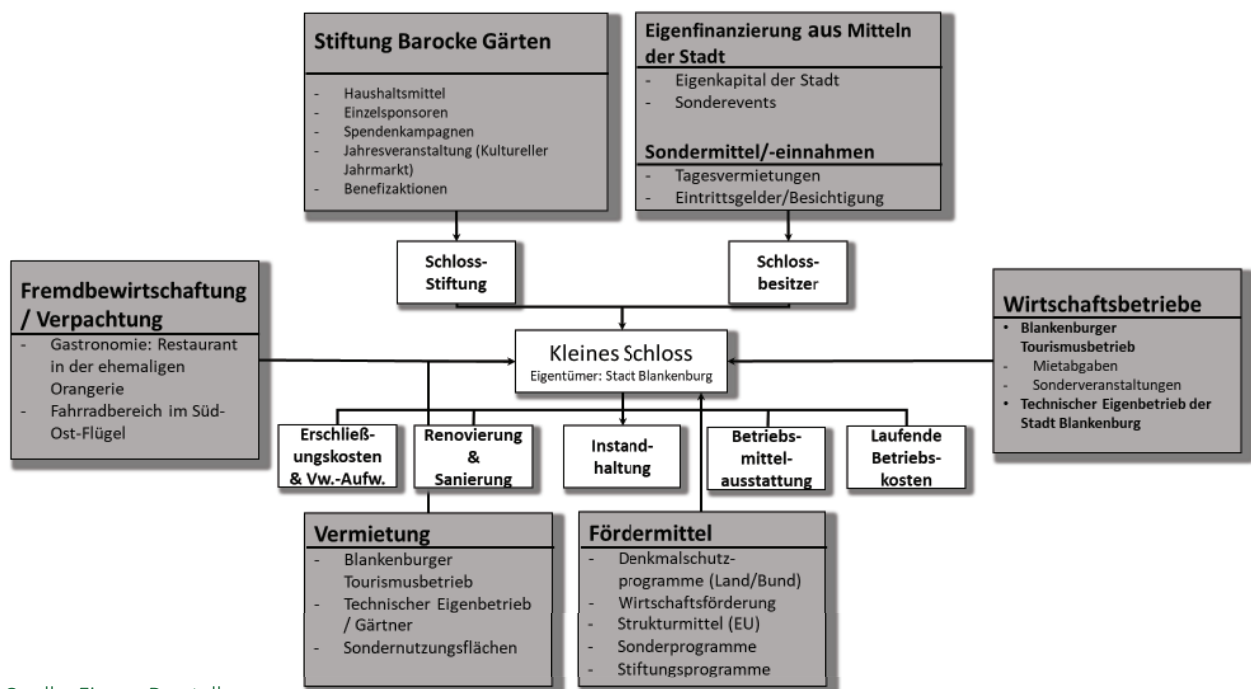 Stiftung Barocke Gärten
- Haushaltsmittel
- Einzelsponsoren
- Spendenkampagnen
- Jahresveranstaltung (Kultureller
Jahrmarkt)
- Benefizaktionen
Eigenfinanzierung aus Mitteln
der Stadt
- Eigenkapital der Stadt
- Sonderevents
Sondermittel/-einnahmen
- Tagesvermietungen
- Eintrittsgelder/Besichtigung
Schloss-
Stiftung
Schloss-
besitzer
Fremdbewirtschaftung
/ Verpachtung
- Gastronomie: Restaurant
in der ehemaligen
Orangerie
- Fahrradbereich im Süd-
Ost-Flügel
Kleines Schloss
Eigentümer: Stadt Blankenburg
Wirtschaftsbetriebe
• Blankenburger
Tourismusbetrieb
- Mietabgaben
- Sonderveranstaltungen
• Technischer Eigenbetrieb der
Stadt Blankenburg
Erschließ-
ungskosten
& Vw.-Aufw.
Renovierung
&
Sanierung
Instand-
haltung
Betriebs-
mittel-
ausstattung
Laufende
Betriebs-
kosten
Vermietung
- Blankenburger
Tourismusbetrieb
- Technischer Eigenbetrieb
/ Gärtner
- Sondernutzungsflächen
Fördermittel
- Denkmalschutz-
programme (Land/Bund)
- Wirtschaftsförderung
- Strukturmittel (EU)
- Sonderprogramme
- Stiftungsprogramme